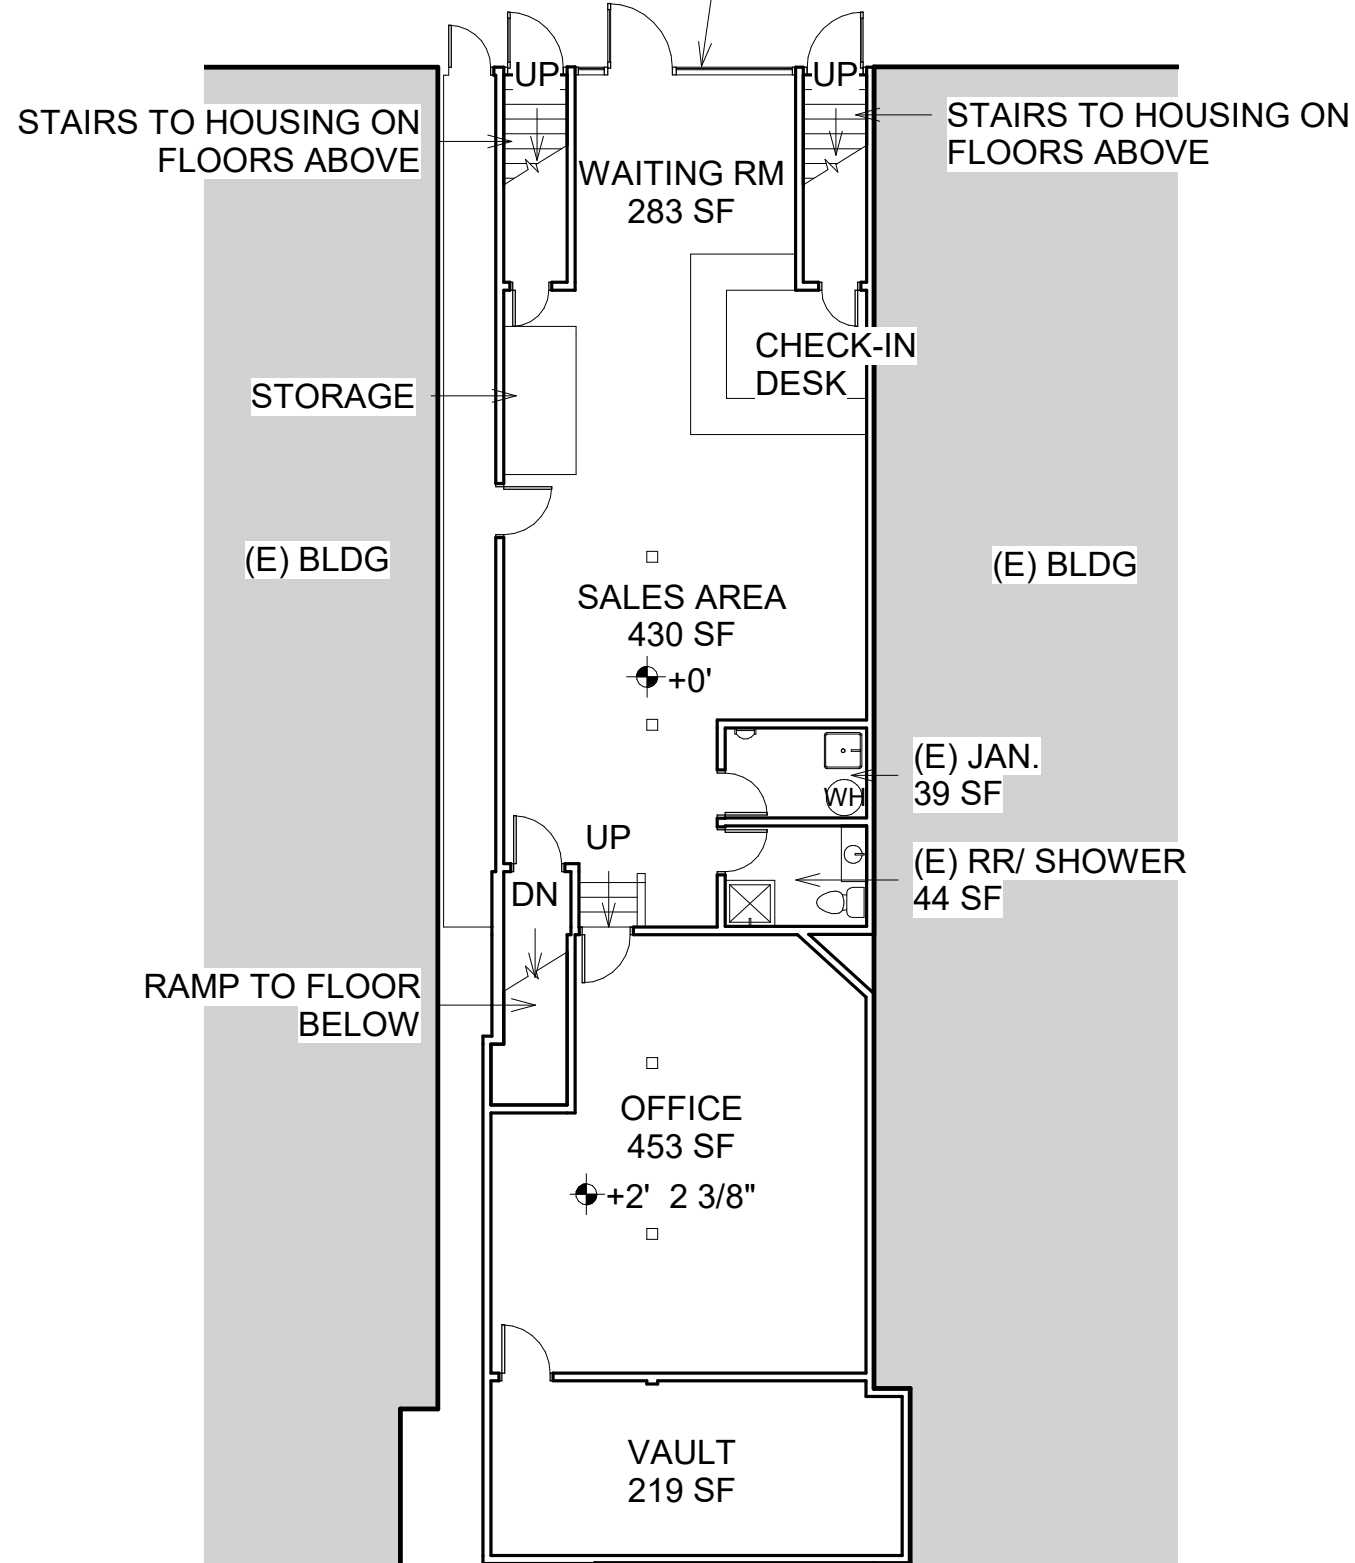 UP
UP
STAIRS TO HOUSING ON
FLOORS ABOVE
STAIRS TO HOUSING ON
FLOORS ABOVE
WAITING RM
283 SF
CHECK-IN
DESK
STORAGE
(E) BLDG
(E) BLDG
SALES AREA
430 SF
+0'
(E) JAN.
39 SF
WH
UP
(E) RR/ SHOWER
44 SF
DN
RAMP TO FLOOR
BELOW
OFFICE
453 SF
+2' 2 3/8"
VAULT
219 SF